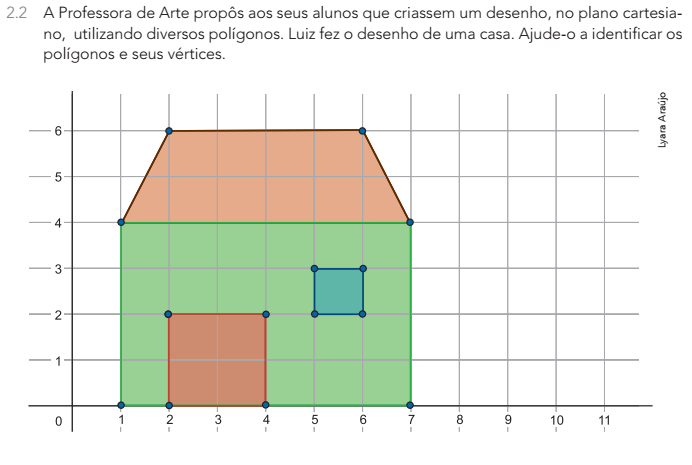 2.2 A Professora de Arte propôs aos seus alunos que criassem um desenho, no plano cartesia-
no, utilizando diversos polígonos. Luiz fez o desenho de uma casa. Ajude-o a identificar os
polígonos e seus vértices.
Lyara Araújo
6
5
4
3
2
1
0 1 2 3 4 5 6 7 8 9 10 11